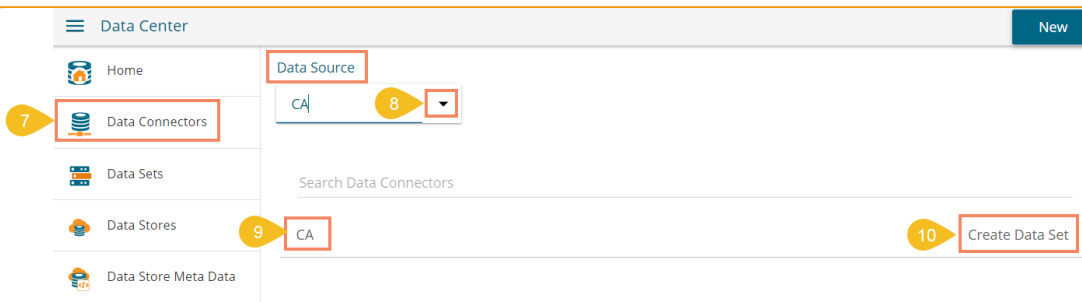 Data Center
New
Home
Data Source
CA
8
7
Data Connectors
Data Sets
Search Data Connectors
Data Stores
9
CA
10
Create Data Set
Data Store Meta Data